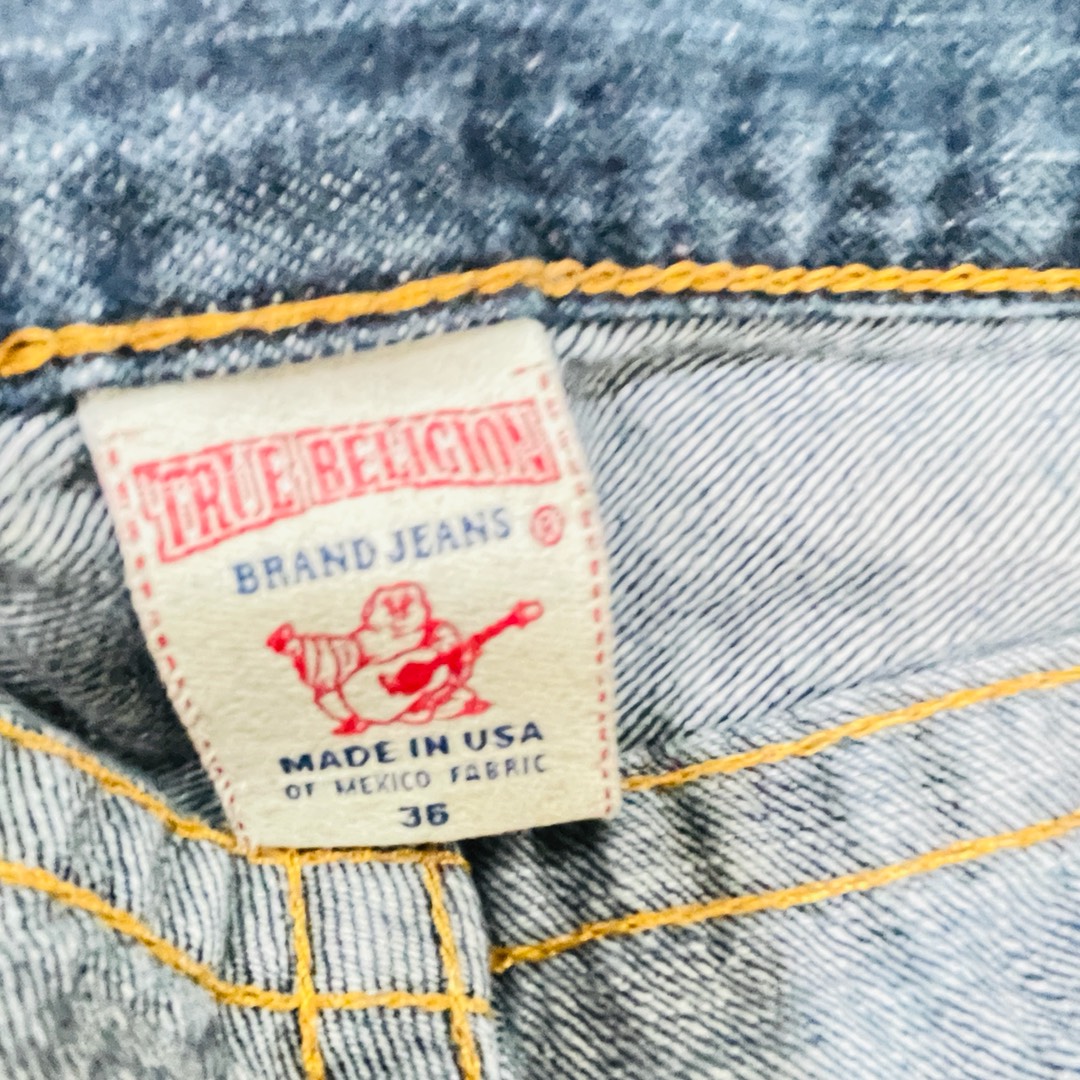 TRUE RELIGION
BRAND JEANS ®
MADE IN USA
OF MEXICO FABRIC
36